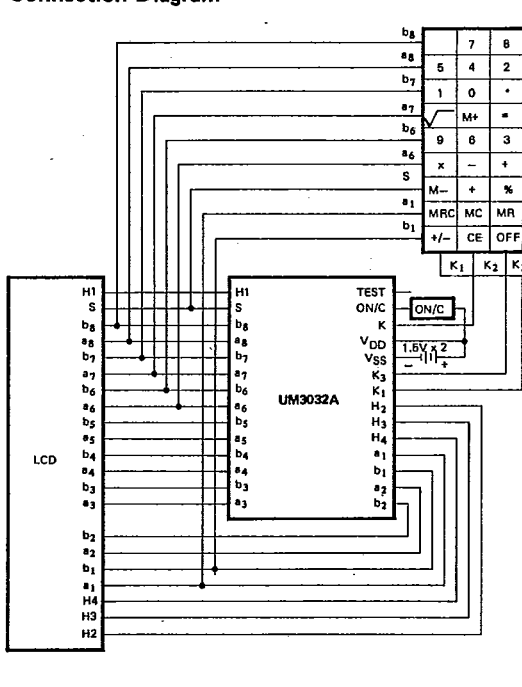 Connection Diagram
b8 7 8
a8 5 4 2
b7 1 0 •
a7 √ M+ =
b6 9 6 3
a6 x – +
S M– + %
a1 MRC MC MR
b1 +/– CE OFF
K1 K2 K
LCD
H1
S
b8
a8
b7
a7
b6
a6
b5
a5
b4
a4
b3
a3
b2
a2
b1
a1
H4
H3
H2
UM3032A
H1
S
b8
a8
b7
a7
b6
a6
b5
a5
b4
a4
b3
a3
TEST
ON/C
K
VDD
VSS
K3
K1
H2
H3
H4
a1
b1
a2
b2
ON/C
1.5V x 2
– +